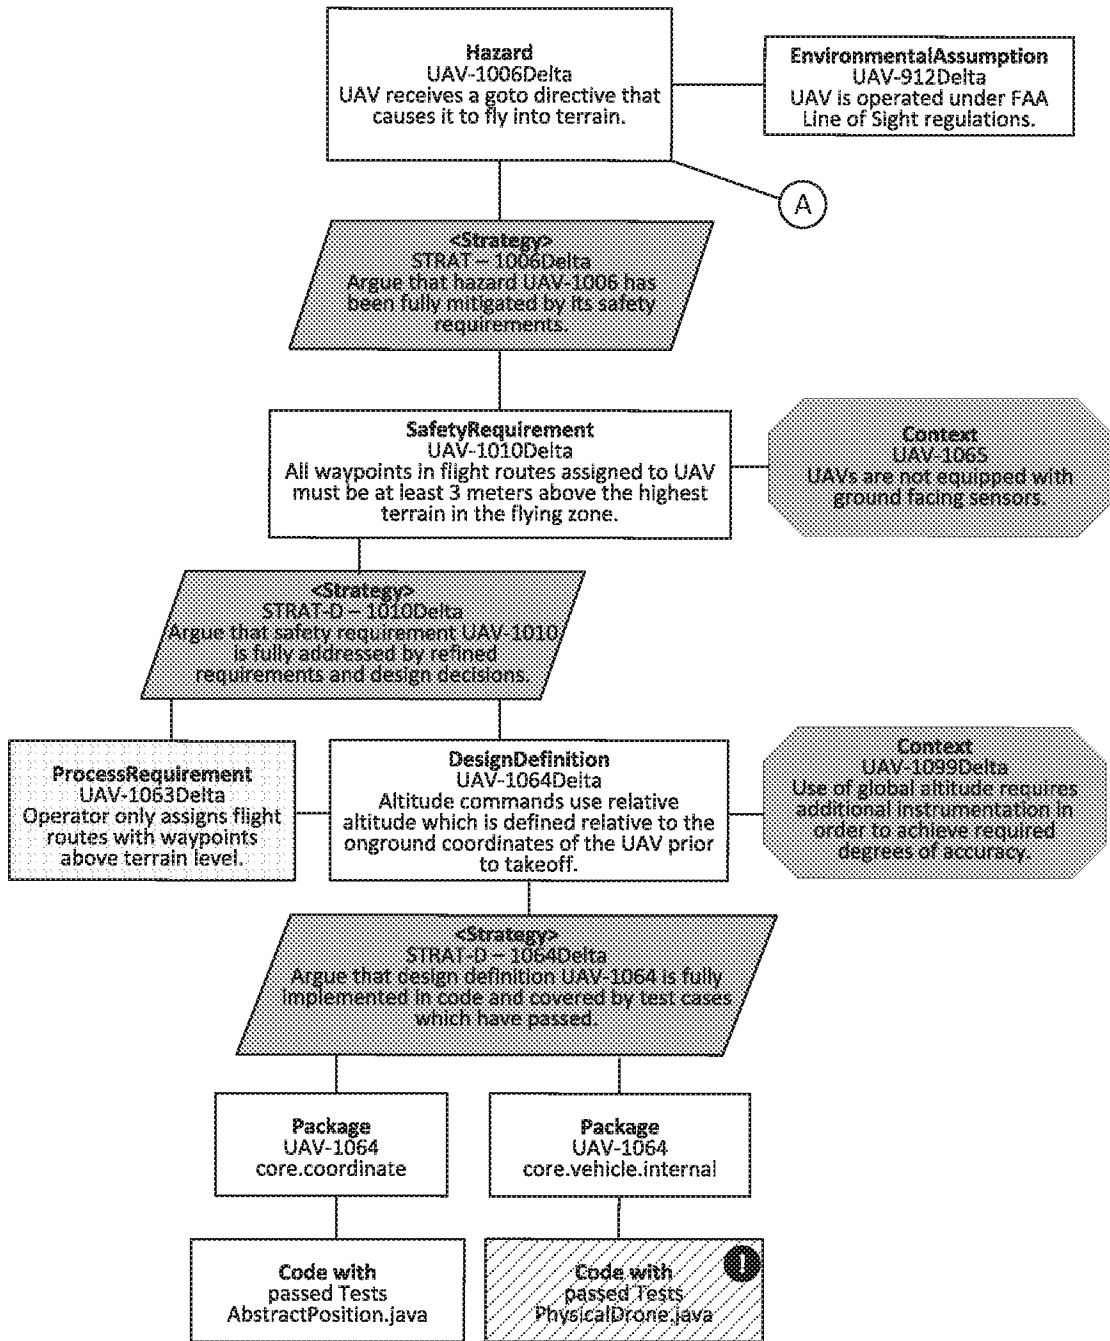 Hazard
UAV-1006Delta
UAV receives a goto directive that
causes it to fly into terrain.
EnvironmentalAssumption
UAV-912Delta
UAV is operated under FAA
Line of Sight regulations.
A
<Strategy>
STRAT – 1006Delta
Argue that hazard UAV-1006 has
been fully mitigated by its safety
requirements.
SafetyRequirement
UAV-1010Delta
All waypoints in flight routes assigned to UAV
must be at least 3 meters above the highest
terrain in the flying zone.
Context
UAV-1065
UAVs are not equipped with
ground facing sensors.
<Strategy>
STRAT-D – 1010Delta
Argue that safety requirement UAV-1010
is fully addressed by refined
requirements and design decisions.
ProcessRequirement
UAV-1063Delta
Operator only assigns flight
routes with waypoints
above terrain level.
DesignDefinition
UAV-1064Delta
Altitude commands use relative
altitude which is defined relative to the
onground coordinates of the UAV prior
to takeoff.
Context
UAV-1099Delta
Use of global altitude requires
additional instrumentation in
order to achieve required
degrees of accuracy.
<Strategy>
STRAT-D – 1064Delta
Argue that design definition UAV-1064 is fully
implemented in code and covered by test cases
which have passed.
Package
UAV-1064
core.coordinate
Package
UAV-1064
core.vehicle.internal
Code with
passed Tests
AbstractPosition.java
Code with
passed Tests
PhysicalDrone.java